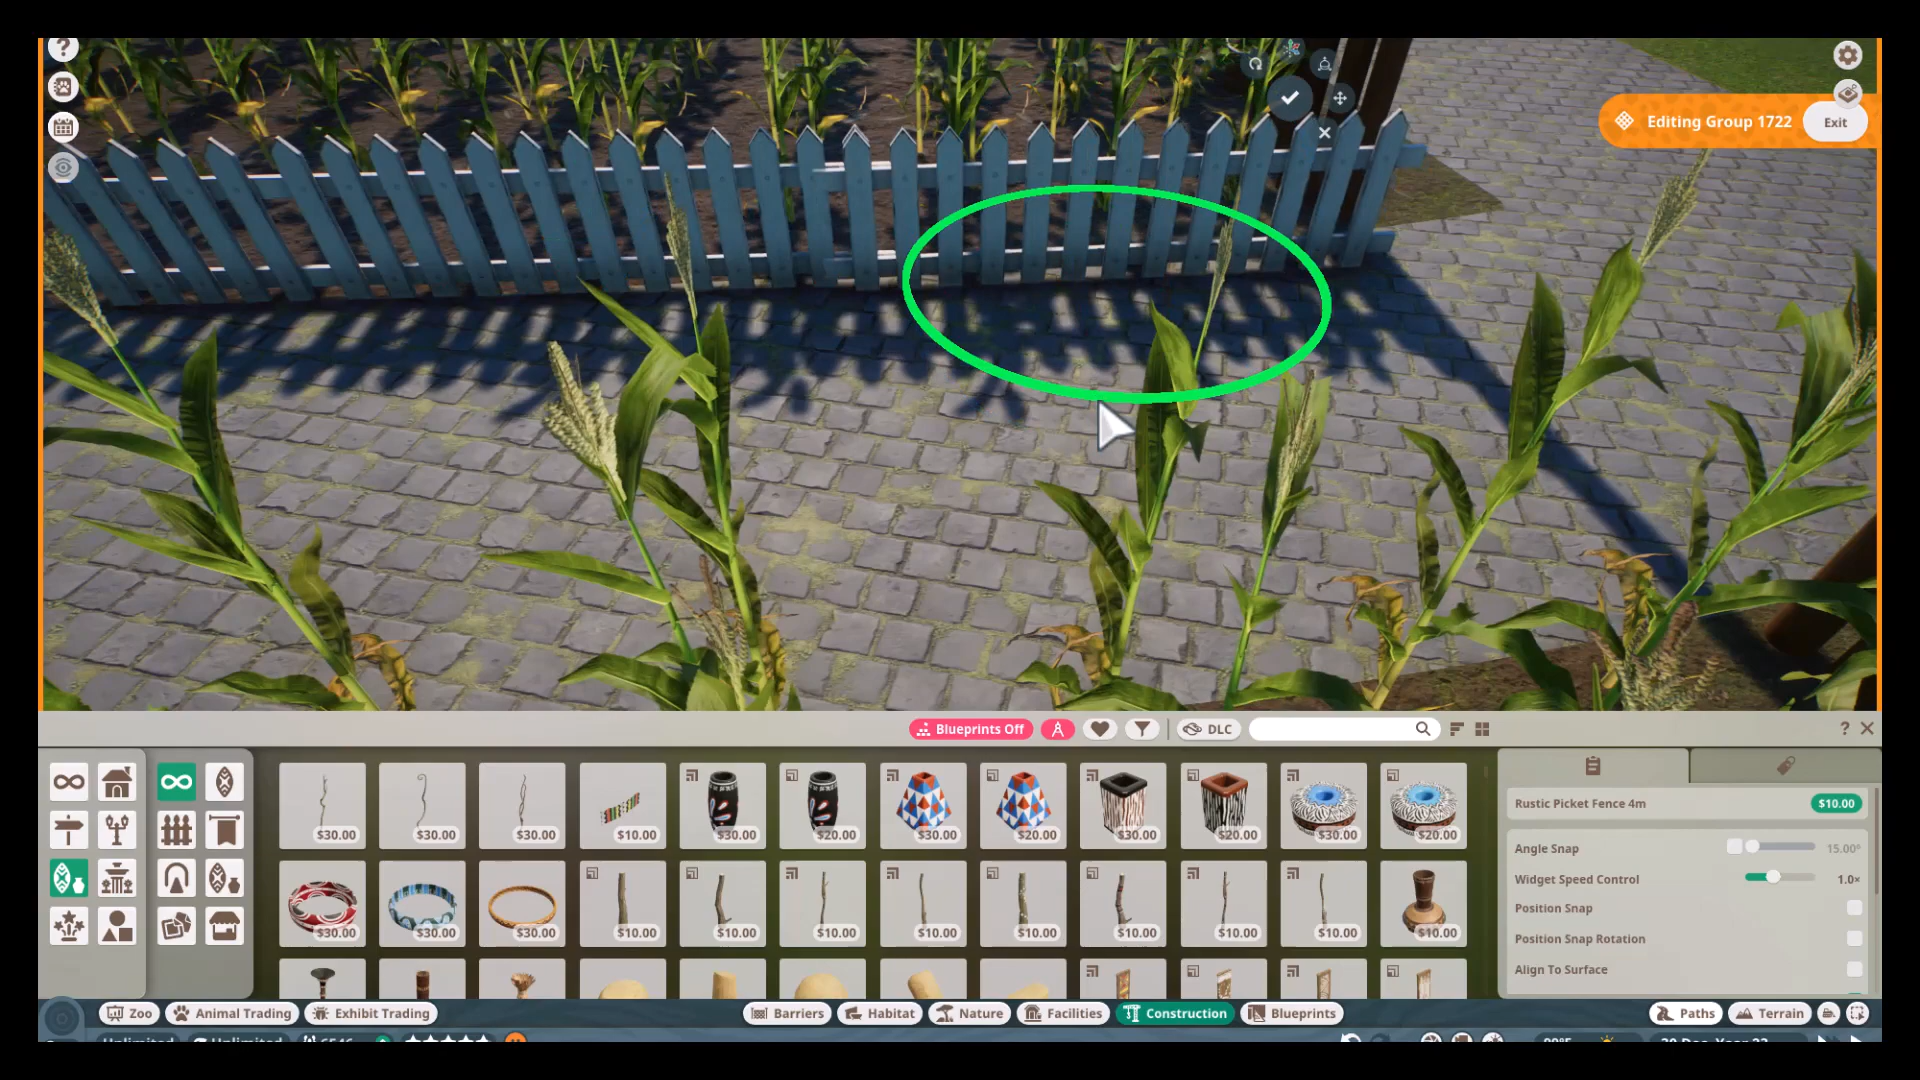 ?
Editing Group 1722 Exit
Blueprints Off DLC ?
$30.00 $30.00 $30.00 $10.00 $30.00 $20.00 $30.00 $20.00 $30.00 $20.00 $30.00 $20.00
Rustic Picket Fence 4m $10.00
Angle Snap 15.00°
Widget Speed Control 1.0×
$30.00 $30.00 $30.00 $10.00 $10.00 $10.00 $10.00 $10.00 $10.00 $10.00 $10.00 $10.00
Position Snap
Position Snap Rotation
Align To Surface
Zoo Animal Trading Exhibit Trading Barriers Habitat Nature Facilities Construction Blueprints Paths Terrain
Unlimited Unlimited